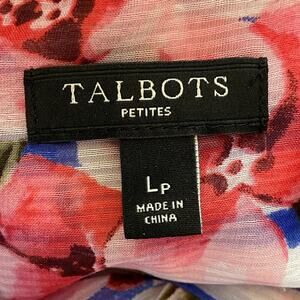 TALBOTS
PETITES
LP
MADE IN
CHINA